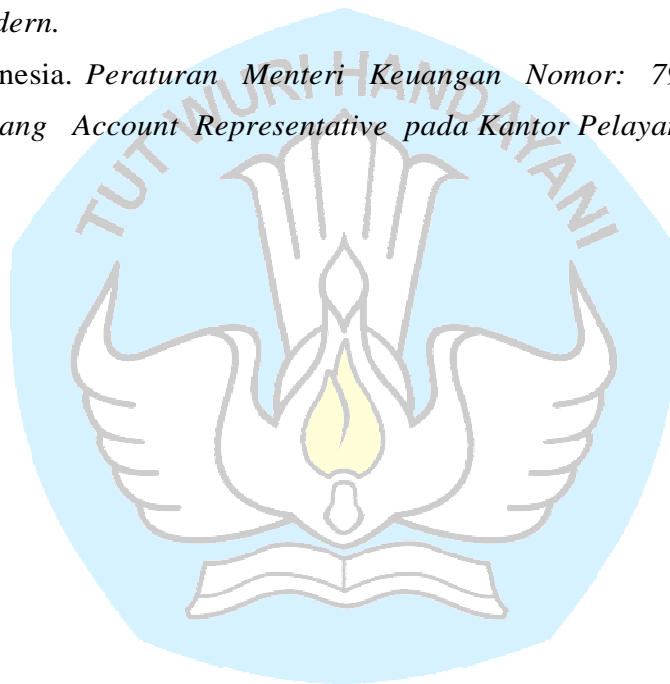 dern.
nesia. Peraturan Menteri Keuangan Nomor: 79
ang Account Representative pada Kantor Pelayan
TUT WURI HANDAYANI